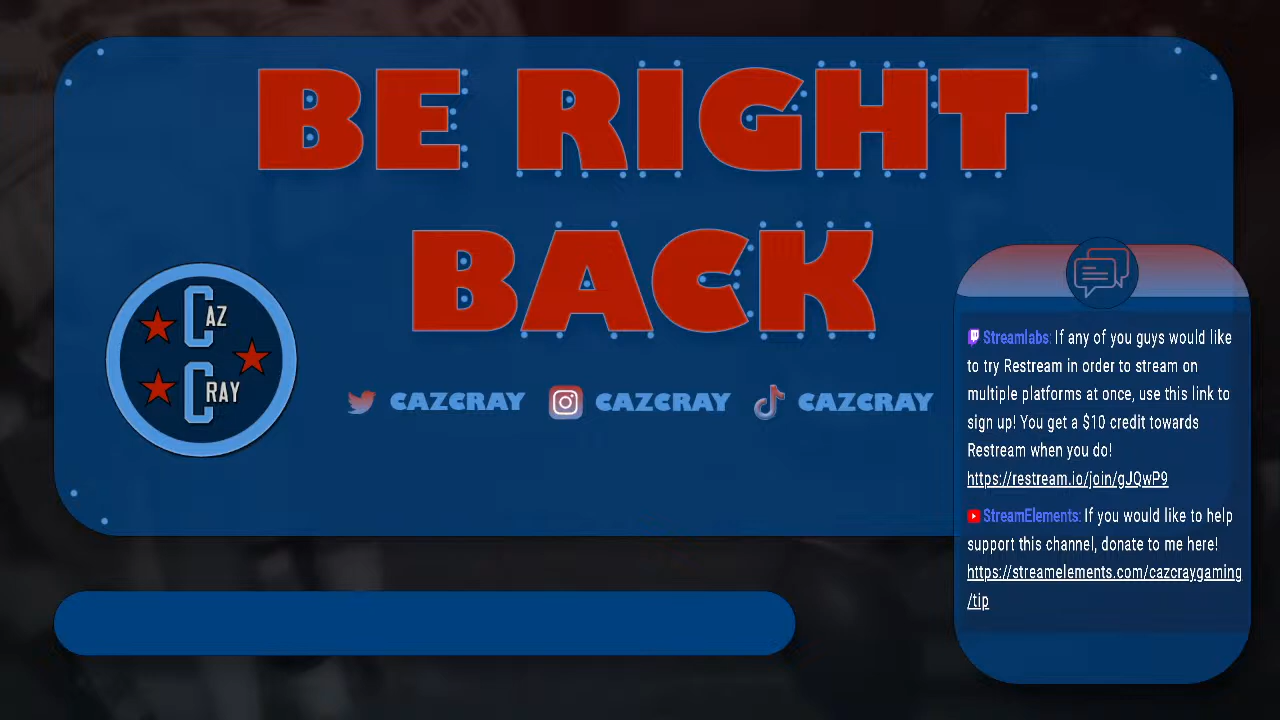 BE RIGHT
BACK
CAZ
CRAY
CAZCRAY CAZCRAY CAZCRAY
Streamlabs: If any of you guys would like
to try Restream in order to stream on
multiple platforms at once, use this link to
sign up! You get a $10 credit towards
Restream when you do!
https://restream.io/join/gJQwP9
StreamElements: If you would like to help
support this channel, donate to me here!
https://streamelements.com/cazcraygaming
/tip